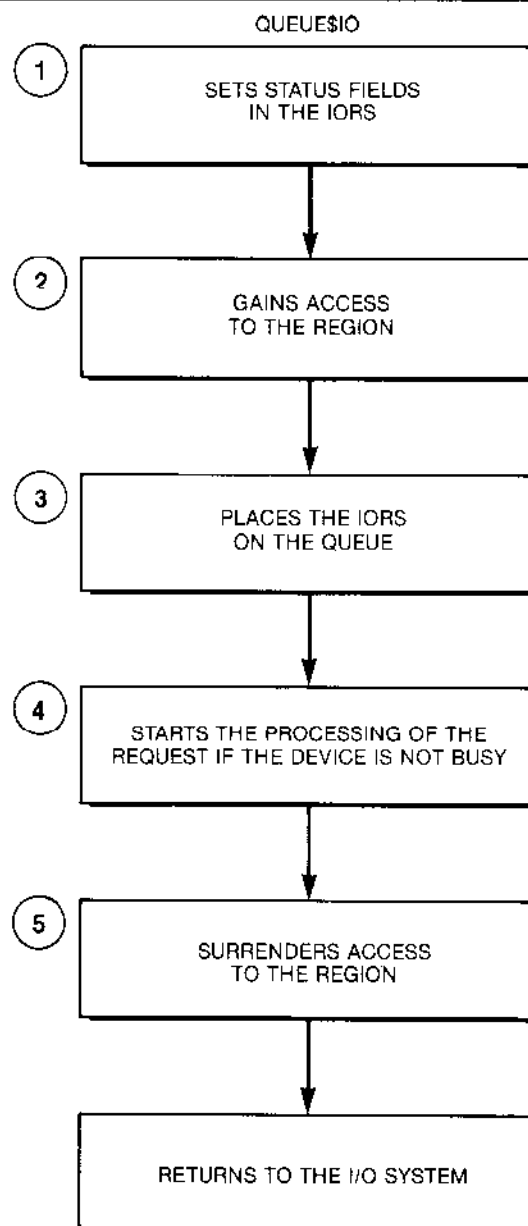 QUEUE$IO
1
SETS STATUS FIELDS
IN THE IORS
2
GAINS ACCESS
TO THE REGION
3
PLACES THE IORS
ON THE QUEUE
4
STARTS THE PROCESSING OF THE
REQUEST IF THE DEVICE IS NOT BUSY
5
SURRENDERS ACCESS
TO THE REGION
RETURNS TO THE I/O SYSTEM